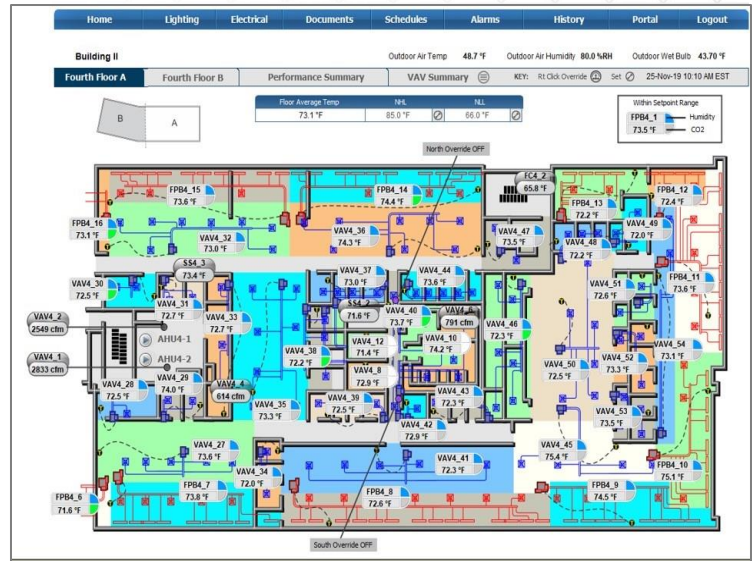 Home Lighting Electrical Documents Schedules Alarms History Portal Logout
Building II
Outdoor Air Temp 48.7 °F Outdoor Air Humidity 80.0 %RH Outdoor Wet Bulb 43.70 °F
Fourth Floor A Fourth Floor B Performance Summary VAV Summary KEY: Rt Click Override Set 25-Nov-19 10:10 AM EST
B A
Floor Average Temp NHL NLL
73.1 °F 85.0 °F 66.0 °F
Within Setpoint Range
FPB4_1 Humidity
73.5 °F CO2
North Override OFF
FC4_2
65.8 °F
FPB4_15
73.6 °F
FPB4_14
74.4 °F
FPB4_13
72.2 °F
FPB4_12
72.4 °F
FPB4_16
73.1 °F
VAV4_32
73.0 °F
VAV4_36
74.3 °F
VAV4_47
73.5 °F
VAV4_48
72.2 °F
VAV4_49
72.0 °F
SS4_3
73.4 °F
VAV4_37
73.0 °F
VAV4_44
73.6 °F
VAV4_30
72.5 °F
VAV4_51
72.6 °F
FPB4_11
73.6 °F
VAV4_31
72.7 °F
SS4_2
71.6 °F
VAV4_33
72.7 °F
VAV4_40
73.7 °F
VAV4_6
791 cfm
VAV4_46
72.3 °F
VAV4_2
2549 cfm
AHU4-1
VAV4_12
71.4 °F
VAV4_10
74.2 °F
VAV4_38
72.2 °F
VAV4_54
73.1 °F
VAV4_1
2833 cfm
AHU4-2
VAV4_8
72.9 °F
VAV4_50
72.5 °F
VAV4_52
73.3 °F
VAV4_28
72.5 °F
VAV4_29
74.0 °F
VAV4_4
614 cfm
VAV4_43
72.3 °F
VAV4_39
72.5 °F
VAV4_35
73.3 °F
VAV4_53
73.5 °F
VAV4_42
72.9 °F
VAV4_27
73.6 °F
VAV4_45
75.4 °F
VAV4_41
72.3 °F
VAV4_34
72.0 °F
FPB4_10
75.1 °F
FPB4_6
71.6 °F
FPB4_7
73.8 °F
FPB4_8
72.6 °F
FPB4_9
74.5 °F
South Override OFF